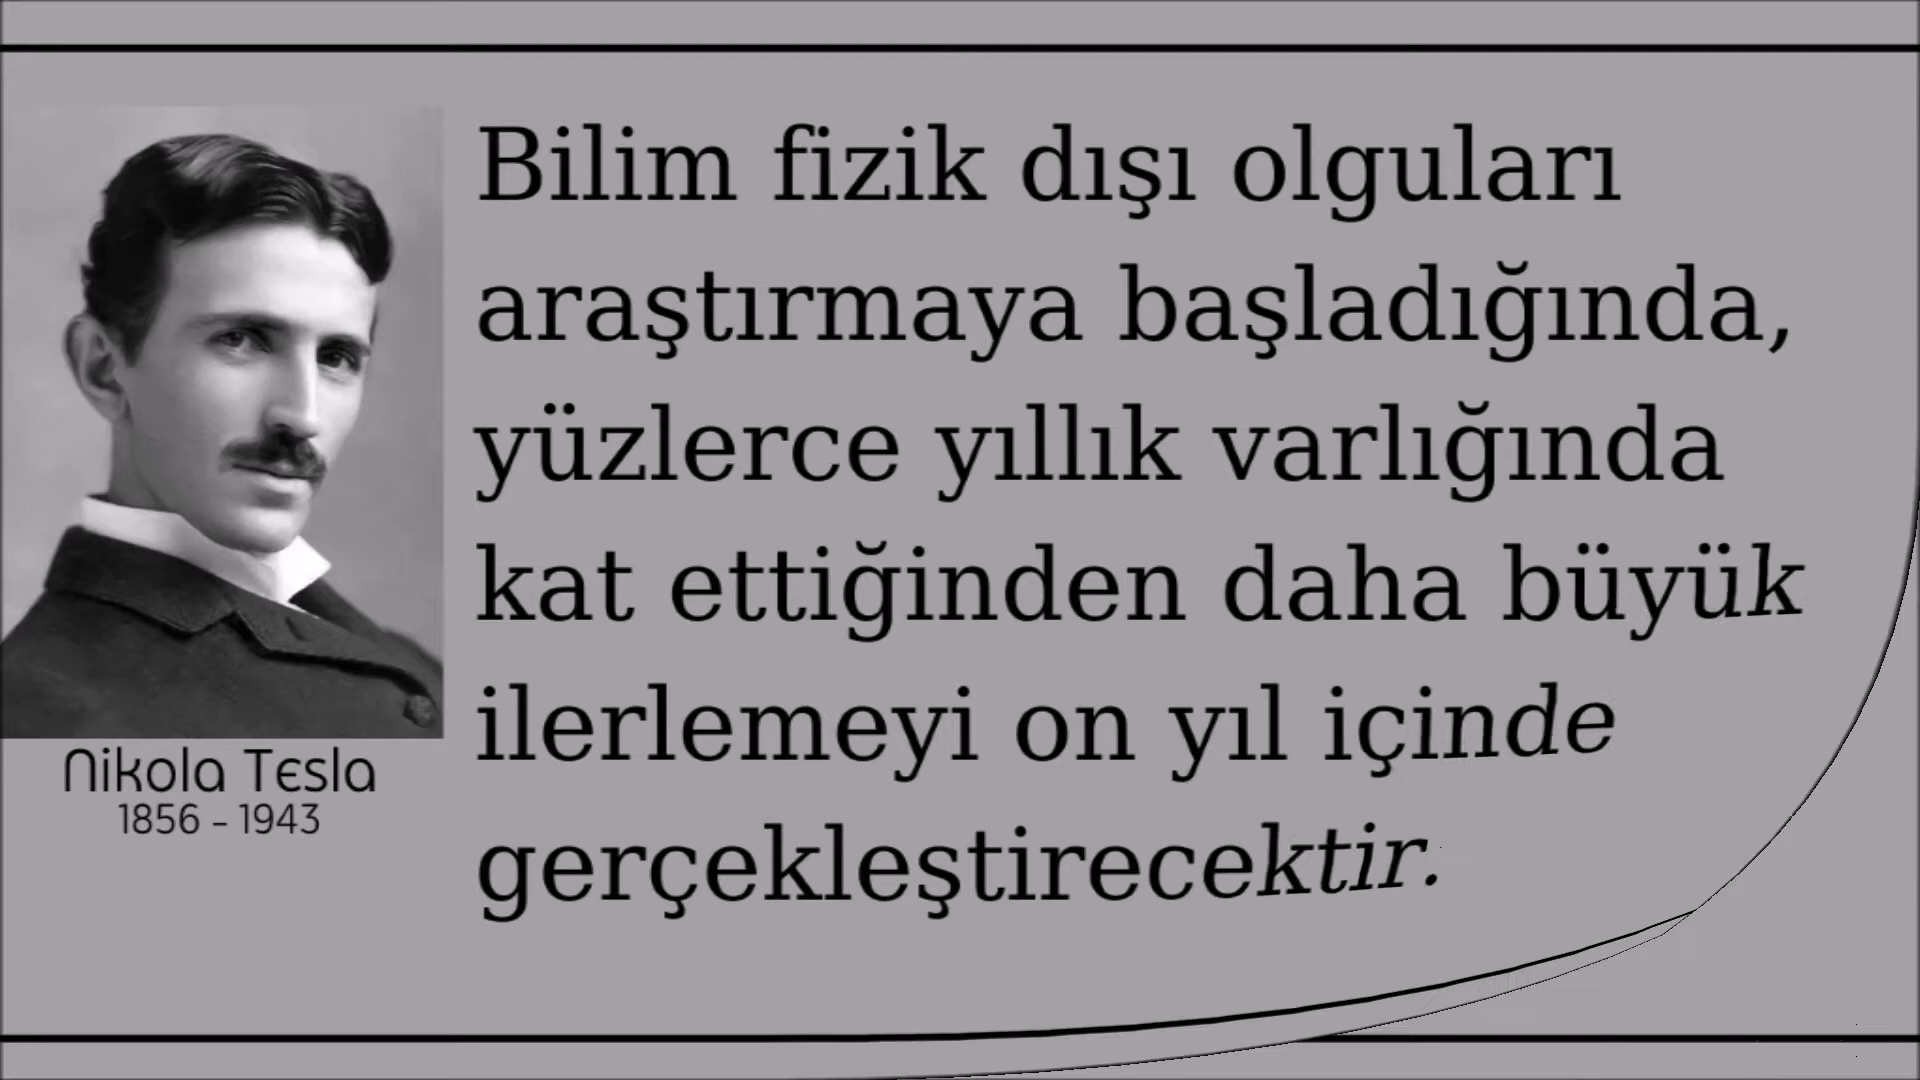 Bilim fizik dışı olguları
araştırmaya başladığında,
yüzlerce yıllık varlığında
kat ettiğinden daha büyük
ilerlemeyi on yıl içinde
gerçekleştirecektir.
Nikola Tesla
1856 - 1943